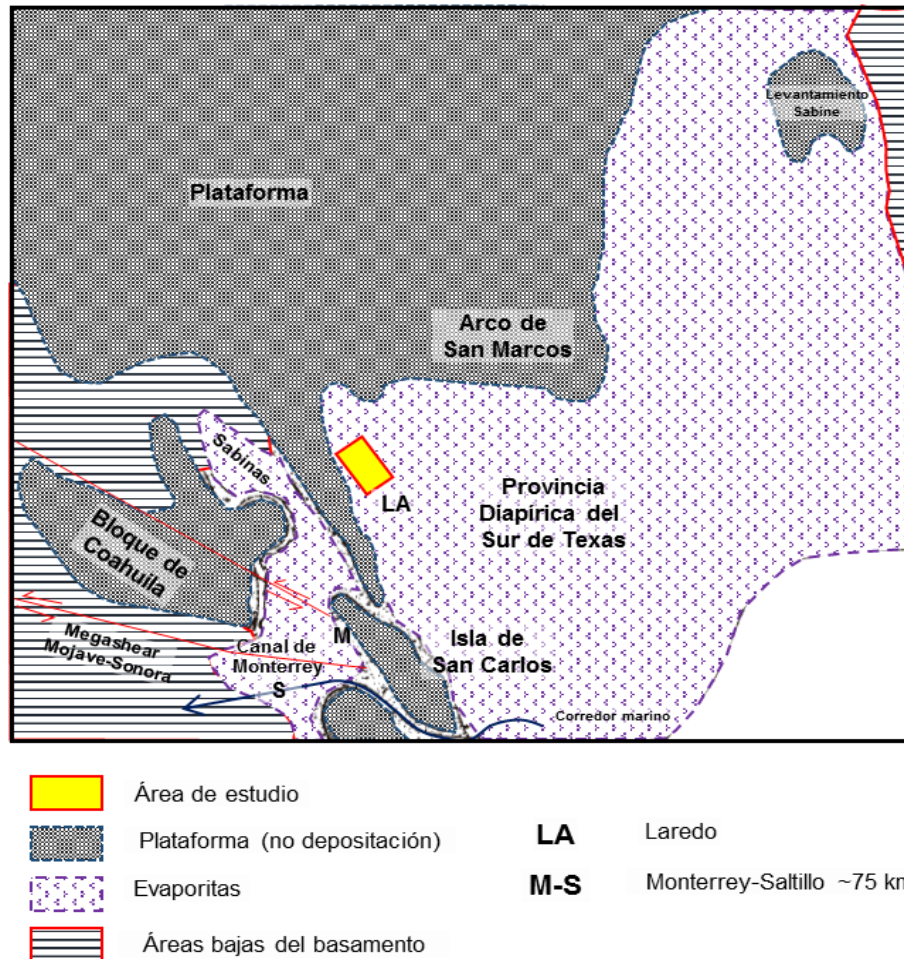 Levantamiento
Sabine
Plataforma
Arco de
San Marcos
Sabinas
LA
Provincia
Diapírica del
Sur de Texas
Bloque de
Coahuila
M
Isla de
San Carlos
Megashear
Mojave-Sonora
Canal de
Monterrey
S
Corredor marino
Área de estudio
Plataforma (no depositación)
LA Laredo
Evaporitas
M-S Monterrey-Saltillo ~75 km
Áreas bajas del basamento